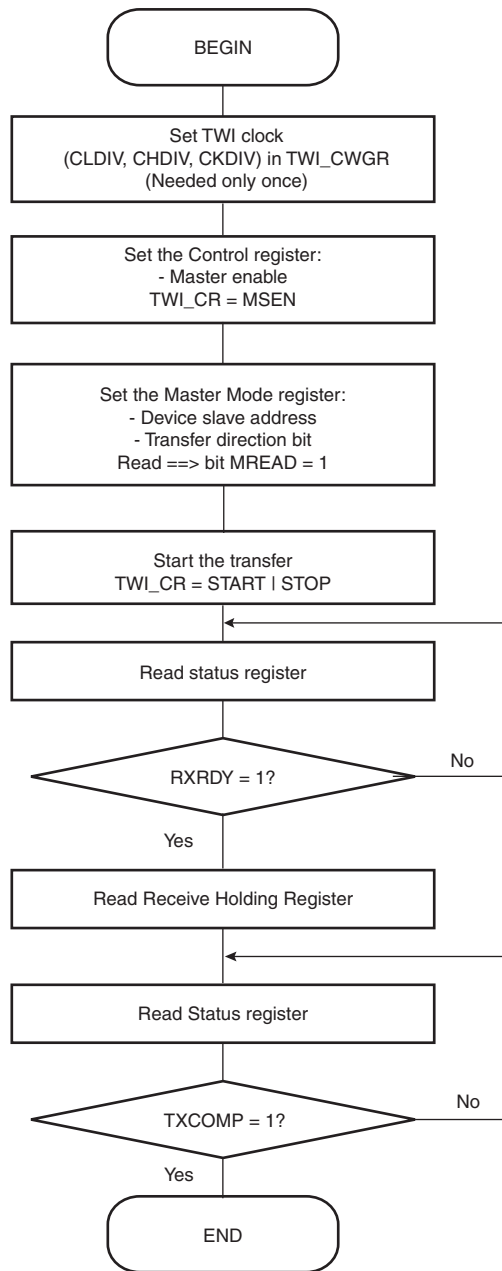 BEGIN
Set TWI clock
(CLDIV, CHDIV, CKDIV) in TWI_CWGR
(Needed only once)
Set the Control register:
- Master enable
TWI_CR = MSEN
Set the Master Mode register:
- Device slave address
- Transfer direction bit
Read ==> bit MREAD = 1
Start the transfer
TWI_CR = START | STOP
Read status register
RXRDY = 1?
No
Yes
Read Receive Holding Register
Read Status register
TXCOMP = 1?
No
Yes
END